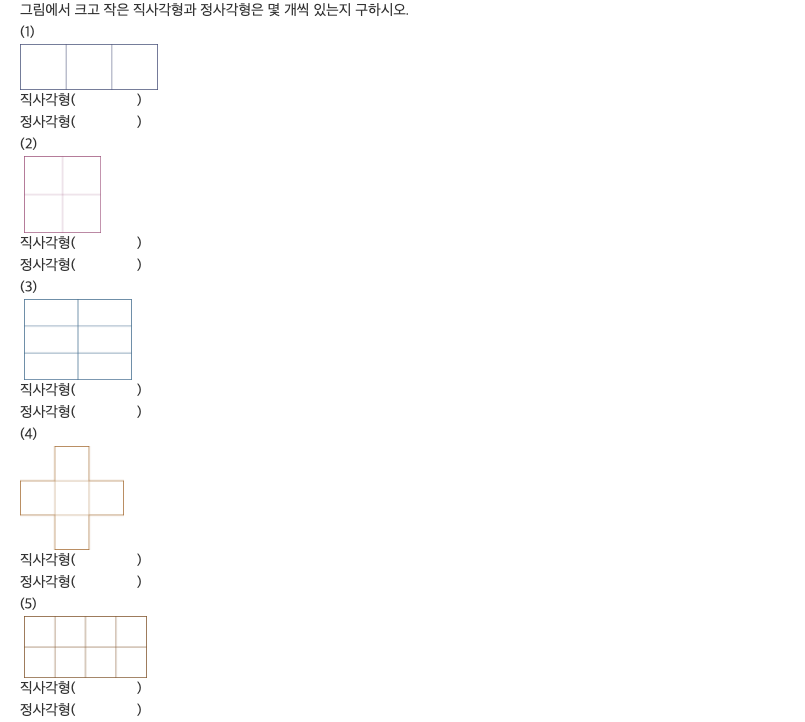 그림에서 크고 작은 직사각형과 정사각형은 몇 개씩 있는지 구하시오.
(1)
직사각형( )
정사각형( )
(2)
직사각형( )
정사각형( )
(3)
직사각형( )
정사각형( )
(4)
직사각형( )
정사각형( )
(5)
직사각형( )
정사각형( )